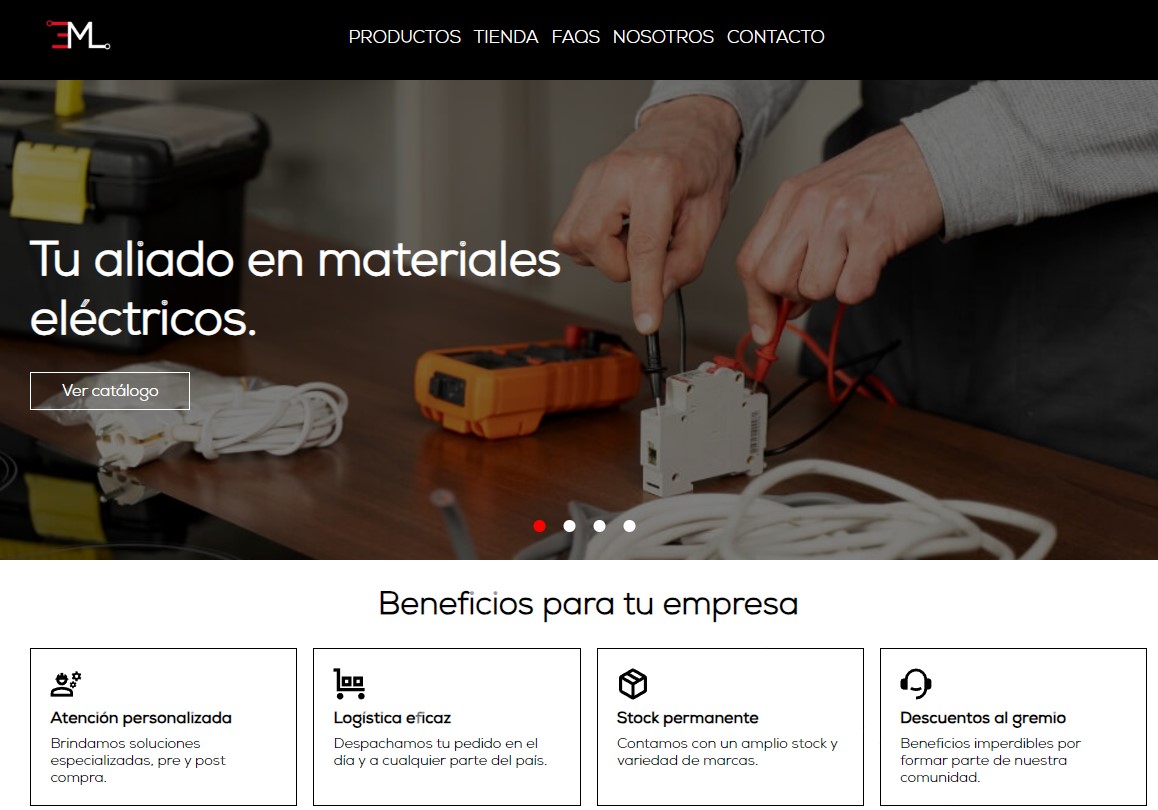 EML
PRODUCTOS TIENDA FAQS NOSOTROS CONTACTO
Tu aliado en materiales
eléctricos.
Ver catálogo
Beneficios para tu empresa
Atención personalizada
Brindamos soluciones
especializadas, pre y post
compra.
Logística eficaz
Despachamos tu pedido en el
día y a cualquier parte del país.
Stock permanente
Contamos con un amplio stock y
variedad de marcas.
Descuentos al gremio
Beneficios imperdibles por
formar parte de nuestra
comunidad.